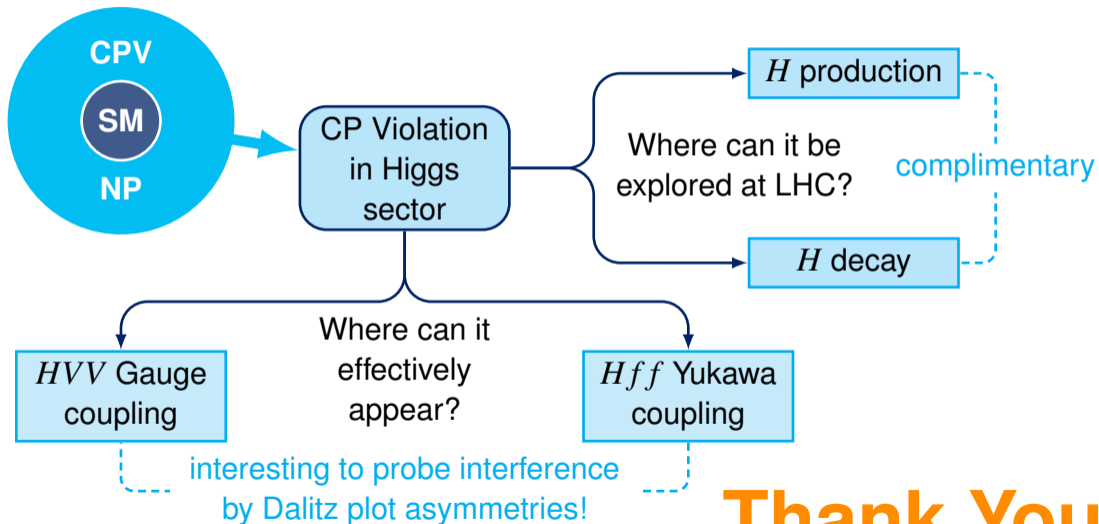 CPV
SM
NP
CP Violation
in Higgs
sector
H production
Where can it be
explored at LHC?
complimentary
H decay
Where can it
effectively
appear?
HVV Gauge
coupling
Hff Yukawa
coupling
interesting to probe interference
by Dalitz plot asymmetries!
Thank You